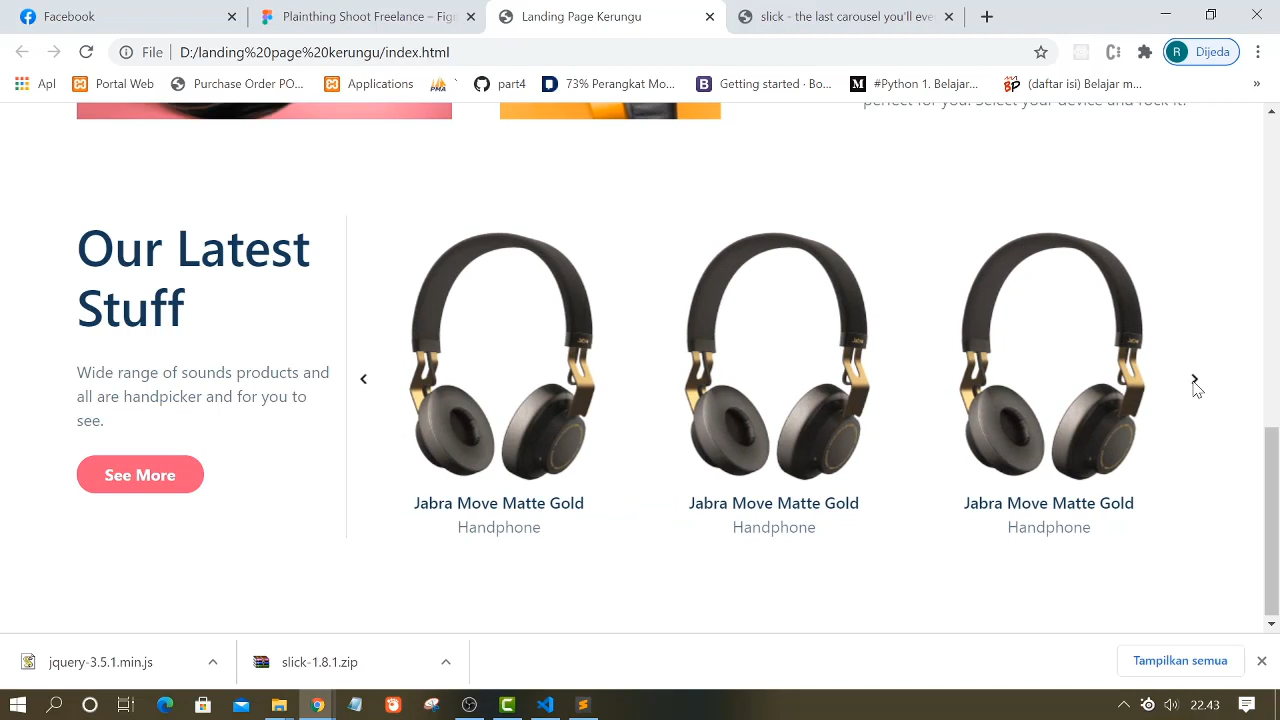 Facebook
Plainthing Shoot Freelance – Fig
Landing Page Kerungu
slick - the last carousel you'll eve
File | D:/landing%20page%20kerungu/index.html
R Dijeda
Apl
Portal Web
Purchase Order PO...
Applications
PMA
part4
73% Perangkat Mo...
Getting started · Bo...
#Python 1. Belajar...
(daftar isi) Belajar m...
»
perfect for you. Select your device and rock it!
Our Latest
Stuff
Wide range of sounds products and
all are handpicker and for you to
see.
See More
Jabra Move Matte Gold
Handphone
Jabra Move Matte Gold
Handphone
Jabra Move Matte Gold
Handphone
jquery-3.5.1.min.js
slick-1.8.1.zip
Tampilkan semua
22.43